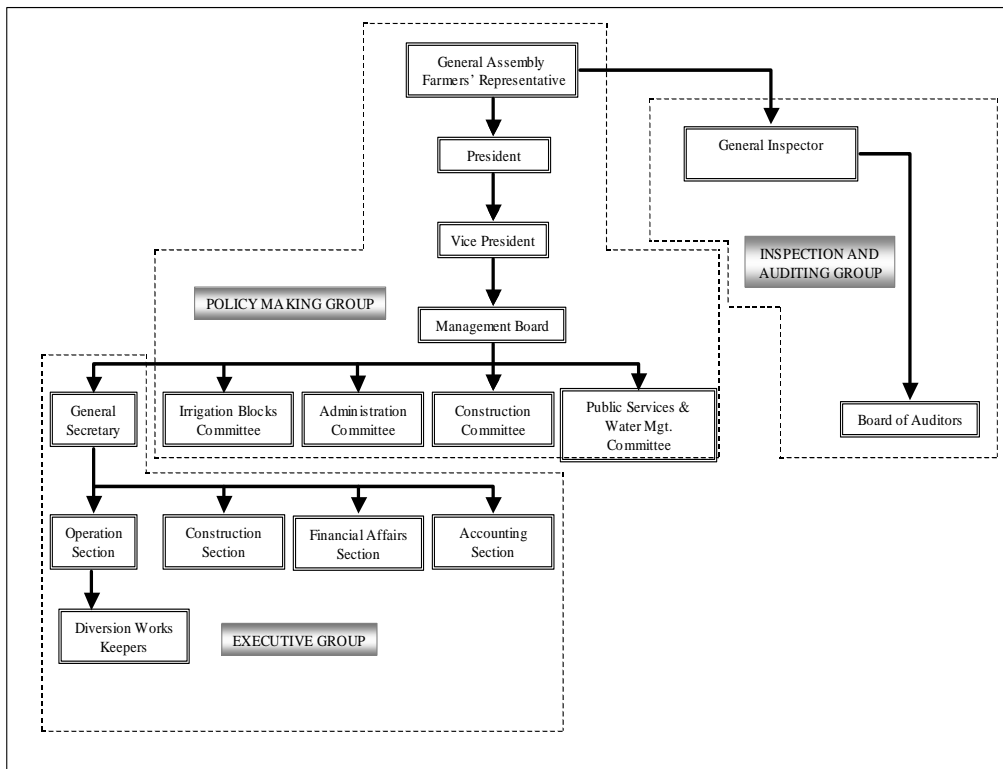 General Assembly
Farmers' Representative
President
General Inspector
Vice President
INSPECTION AND
AUDITING GROUP
POLICY MAKING GROUP
Management Board
General
Secretary
Irrigation Blocks
Committee
Administration
Committee
Construction
Committee
Public Services &
Water Mgt.
Committee
Board of Auditors
Operation
Section
Construction
Section
Financial Affairs
Section
Accounting
Section
Diversion Works
Keepers
EXECUTIVE GROUP